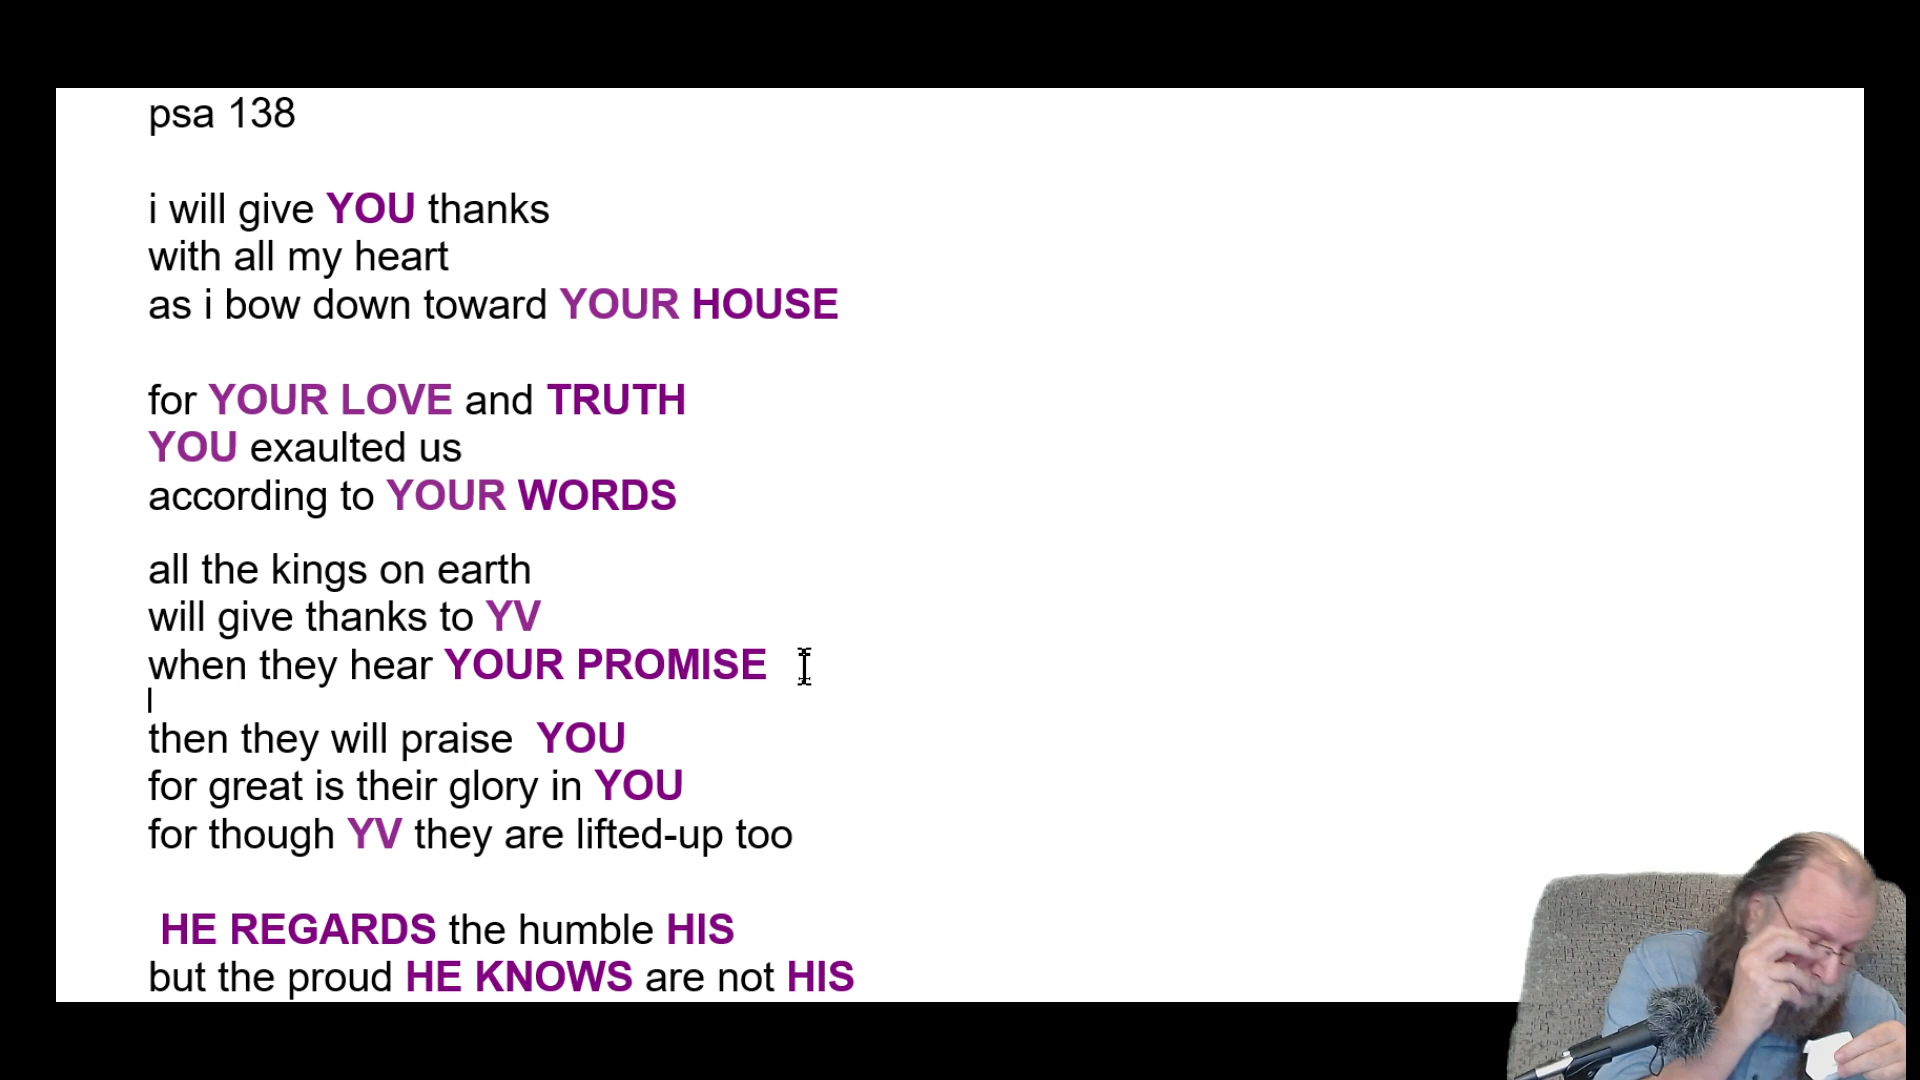 psa 138
i will give YOU thanks
with all my heart
as i bow down toward YOUR HOUSE
for YOUR LOVE and TRUTH
YOU exaulted us
according to YOUR WORDS
all the kings on earth
will give thanks to YV
when they hear YOUR PROMISE
then they will praise YOU
for great is their glory in YOU
for though YV they are lifted-up too
HE REGARDS the humble HIS
but the proud HE KNOWS are not HIS